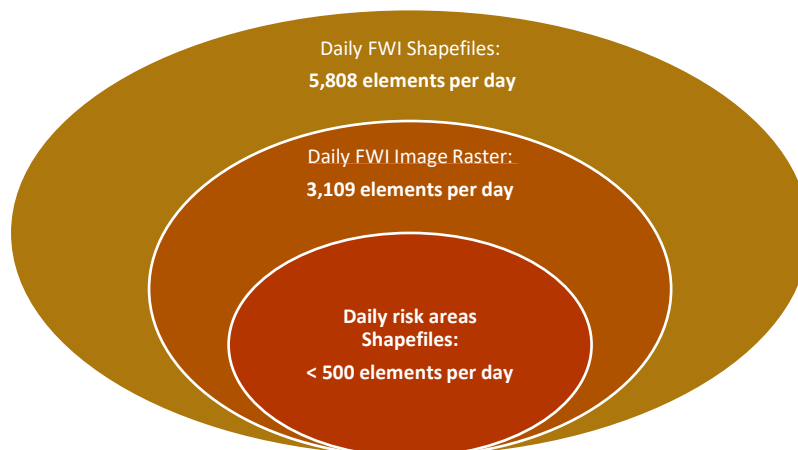 Daily FWI Shapefiles:
5,808 elements per day
Daily FWI Image Raster:
3,109 elements per day
Daily risk areas
Shapefiles:
< 500 elements per day